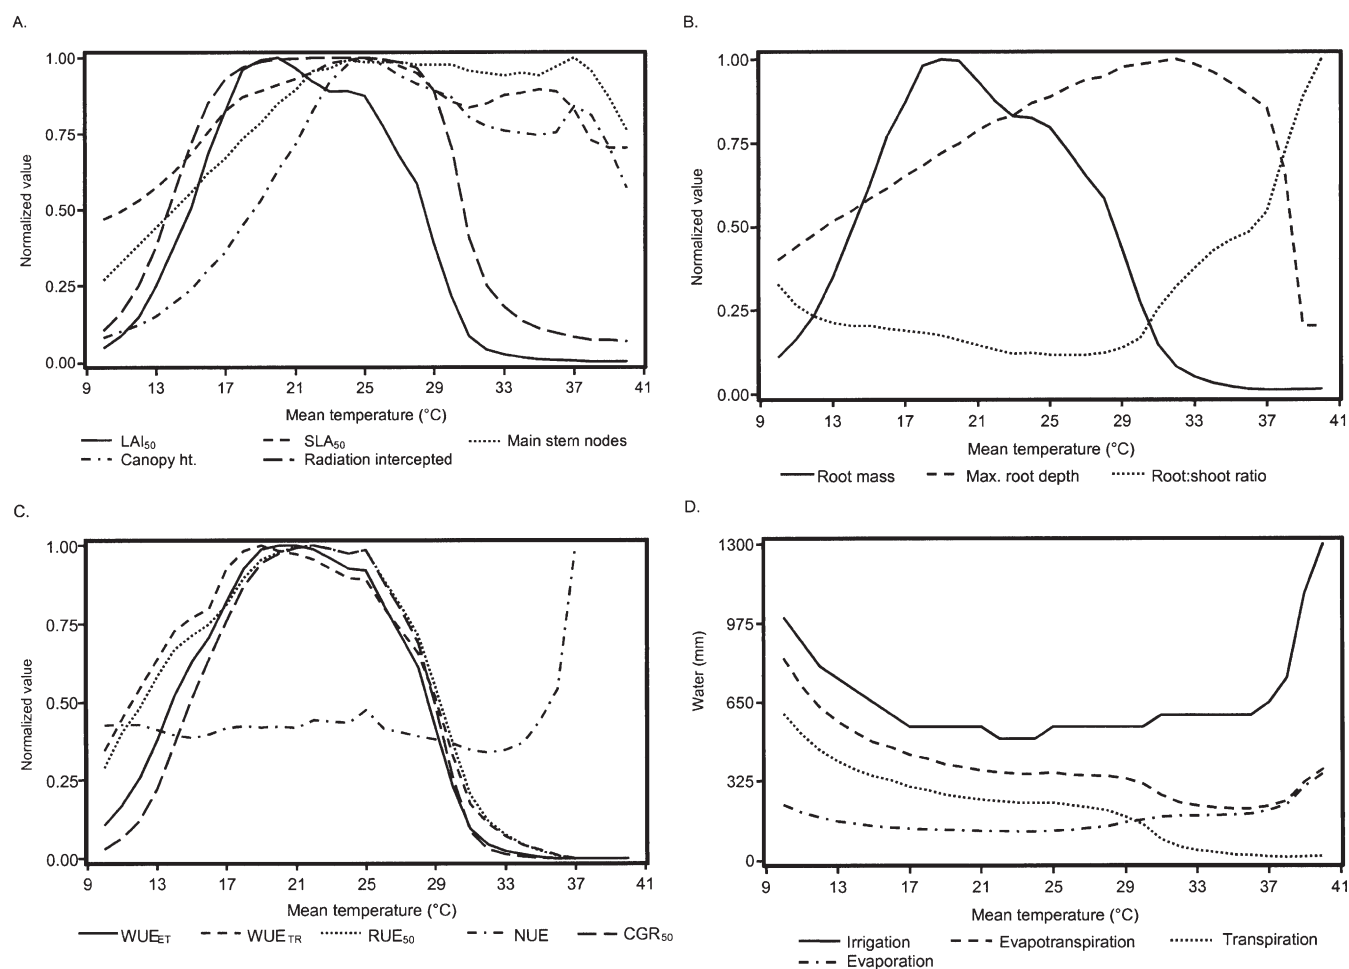 A.
1.00
0.75
0.50
0.25
0.00
Normalized value
9 13 17 21 25 29 33 37 41
Mean temperature (°C)
LAI50 SLA50 Main stem nodes
Canopy ht. Radiation intercepted
B.
1.00
0.75
0.50
0.25
0.00
Normalized value
9 13 17 21 25 29 33 37 41
Mean temperature (°C)
Root mass Max. root depth Root:shoot ratio
C.
1.00
0.75
0.50
0.25
0.00
Normalized value
9 13 17 21 25 29 33 37 41
Mean temperature (°C)
WUEET WUETR RUE50 NUE CGR50
D.
1300
975
650
325
0
Water (mm)
9 13 17 21 25 29 33 37 41
Mean temperature (°C)
Irrigation Evapotranspiration Transpiration
Evaporation